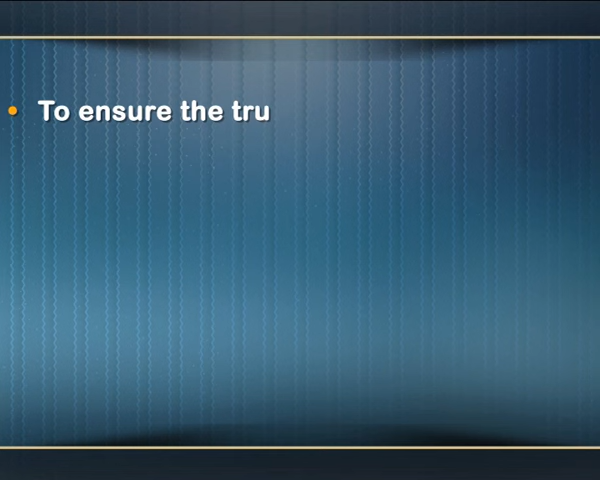 • To ensure the tru